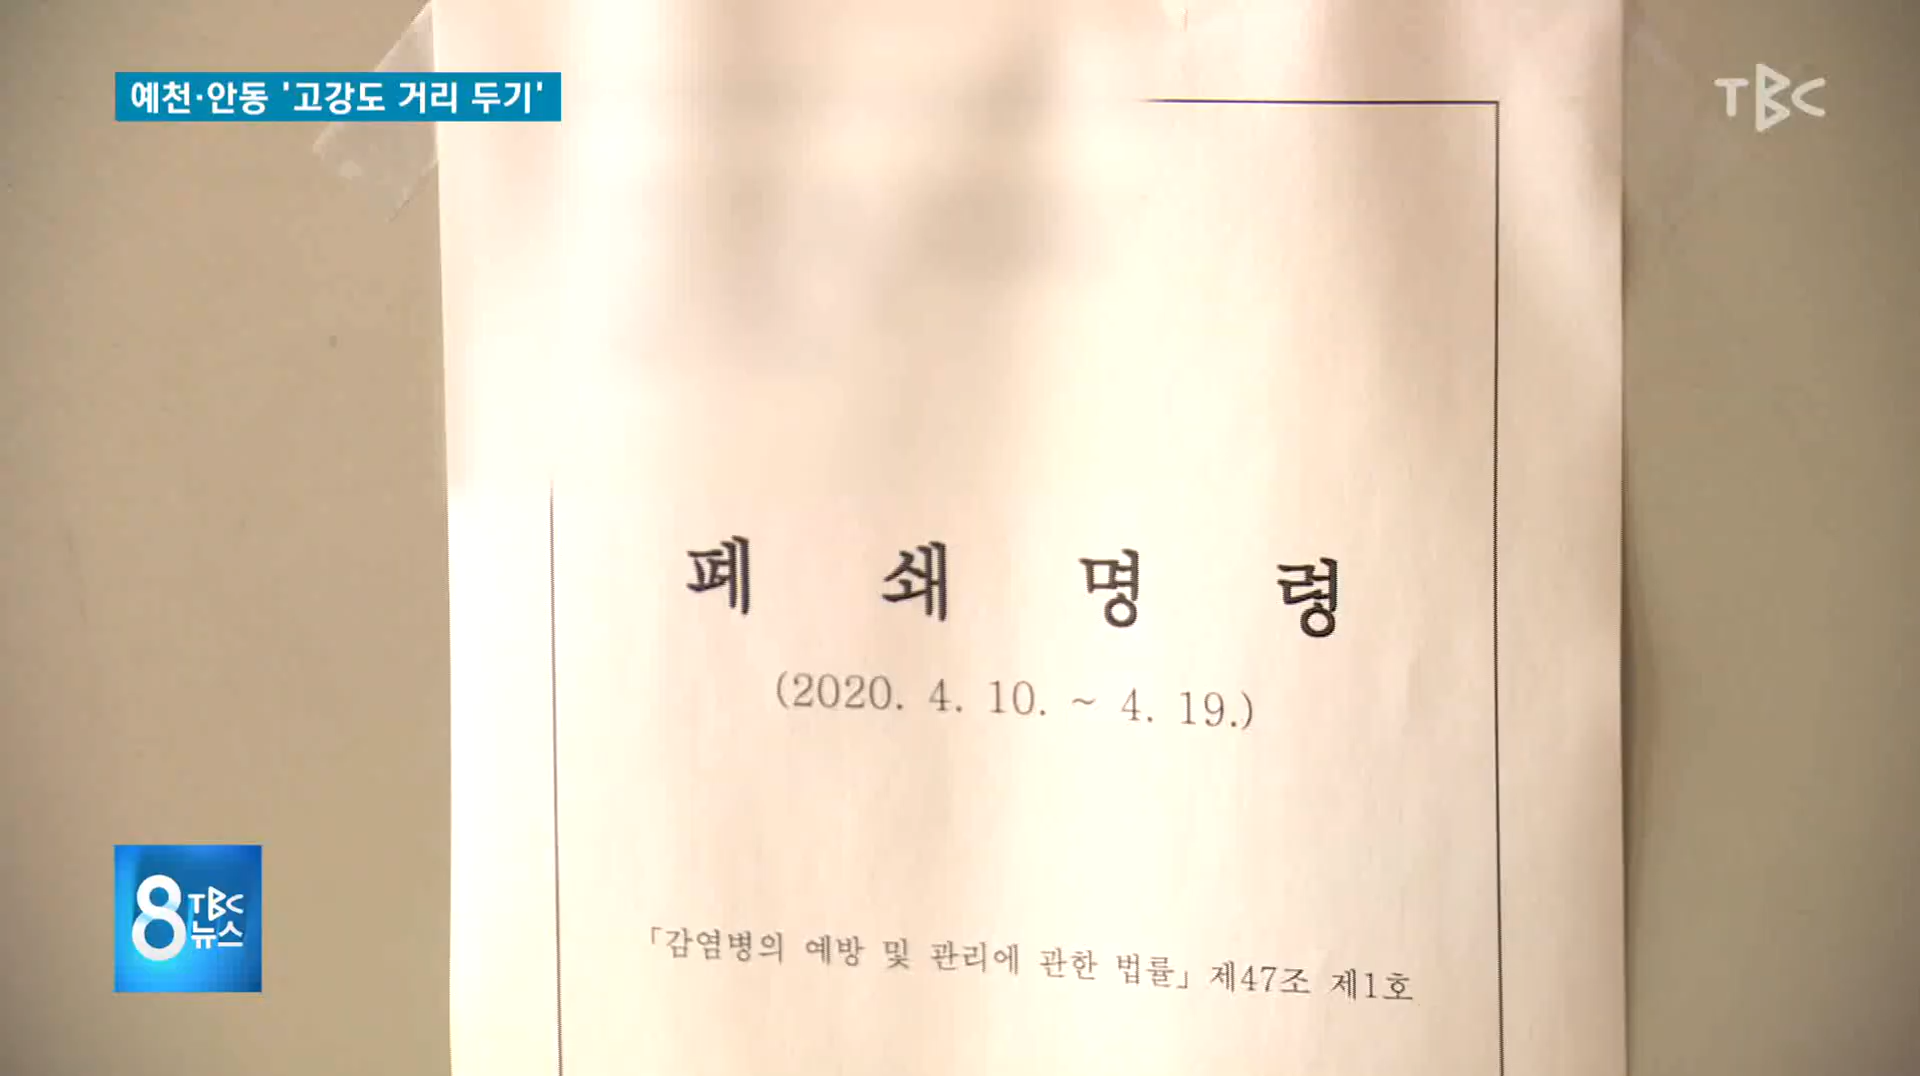 예천·안동 '고강도 거리 두기'
TBC
폐 쇄 명 령
(2020. 4. 10. ~ 4. 19.)
「감염병의 예방 및 관리에 관한 법률」 제47조 제1호
8 TBC
뉴스